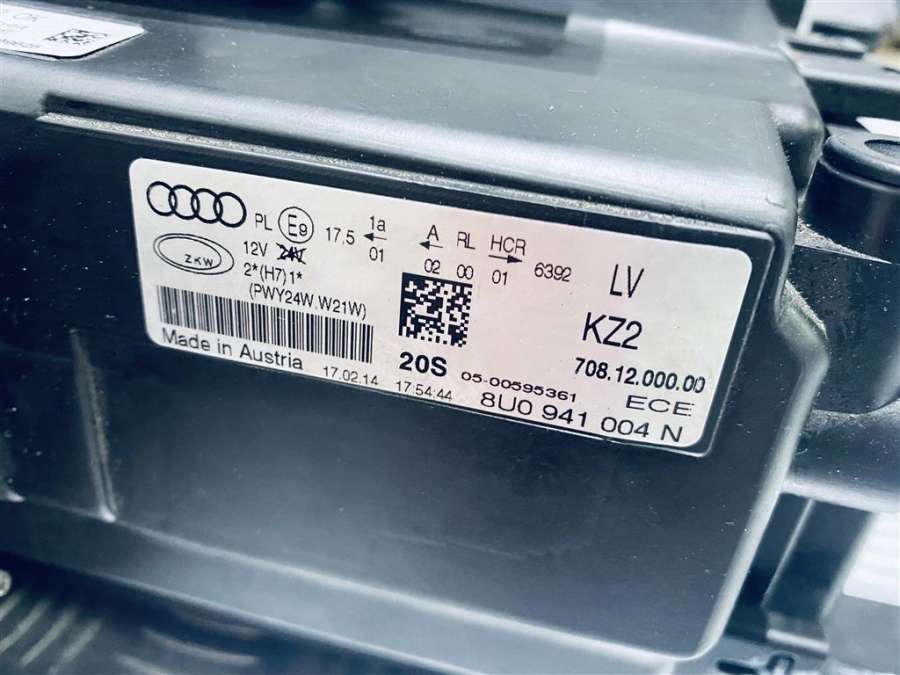 OK
PL E9 17.5 1a A RL HCR 6392 LV
12V 24V 01 02 00 01
ZKW
2*(H7)1*
(PWY24W.W21W)
KZ2
708.12.000.00
Made in Austria 17.02.14 17:54:44 20S 05-00595361 ECE
8U0 941 004 N